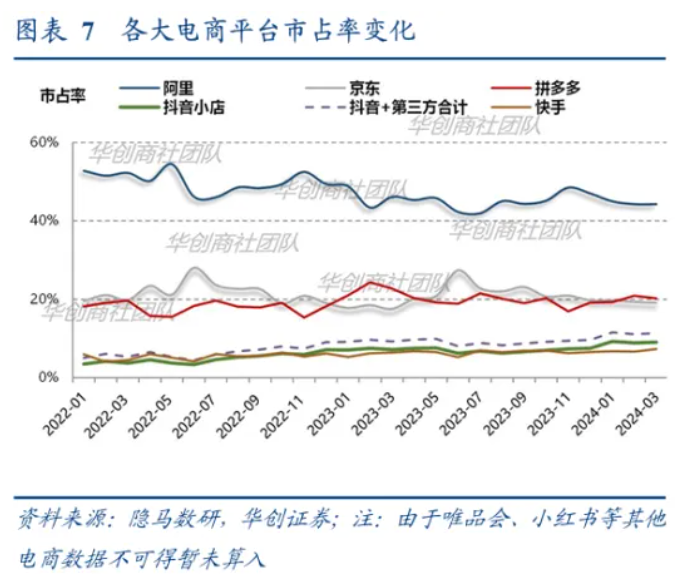 图表 7 各大电商平台市占率变化
市占率 阿里 京东 拼多多
抖音小店 抖音+第三方合计 快手
华创商社团队
60%
华创商社团队
华创商社团队
40%
华创商社团队
华创商社团队
华创商社团队
20%
华创商社团队
0%
2022-01 2022-03 2022-05 2022-07 2022-09 2022-11 2023-01 2023-03 2023-05 2023-07 2023-09 2023-11 2024-01 2024-03
资料来源：隐马数研，华创证券；注：由于唯品会、小红书等其他
电商数据不可得暂未算入